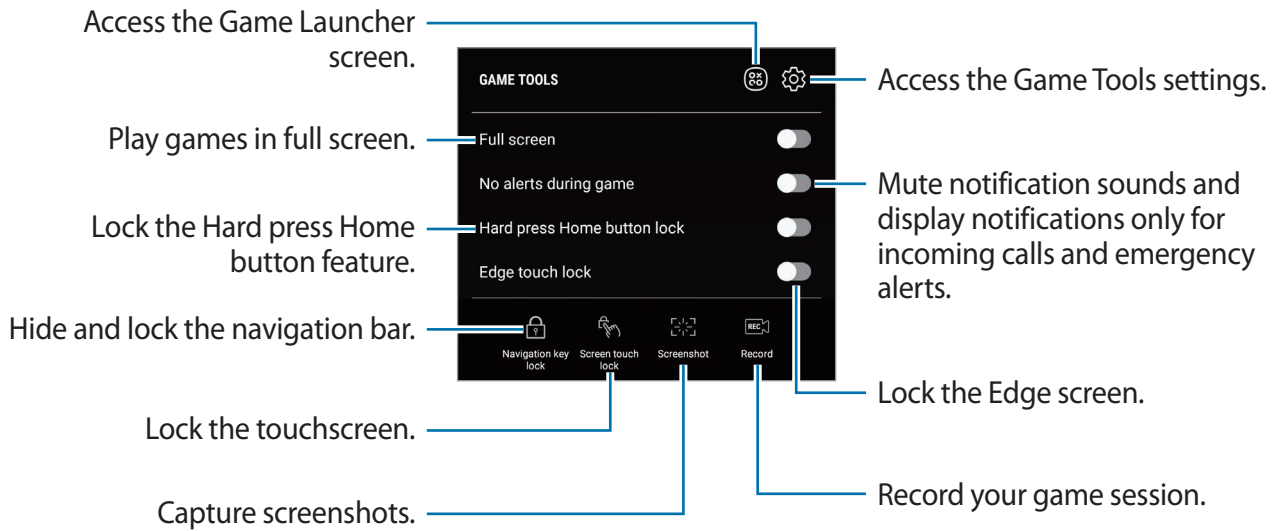 Access the Game Launcher
screen.
GAME TOOLS
Access the Game Tools settings.
Play games in full screen.
Full screen
No alerts during game
Mute notification sounds and
display notifications only for
incoming calls and emergency
alerts.
Lock the Hard press Home
button feature.
Hard press Home button lock
Edge touch lock
Hide and lock the navigation bar.
REC
Navigation key
lock
Screen touch
lock
Screenshot
Record
Lock the Edge screen.
Lock the touchscreen.
Record your game session.
Capture screenshots.